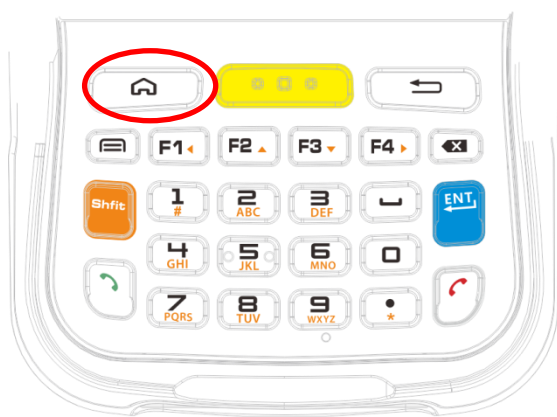 F1 F2 F3 F4
Shfit 1 2 3 ENT
# ABC DEF
4 5 6 0
GHI JKL MNO
7 8 9 .
PQRS TUV WXYZ *